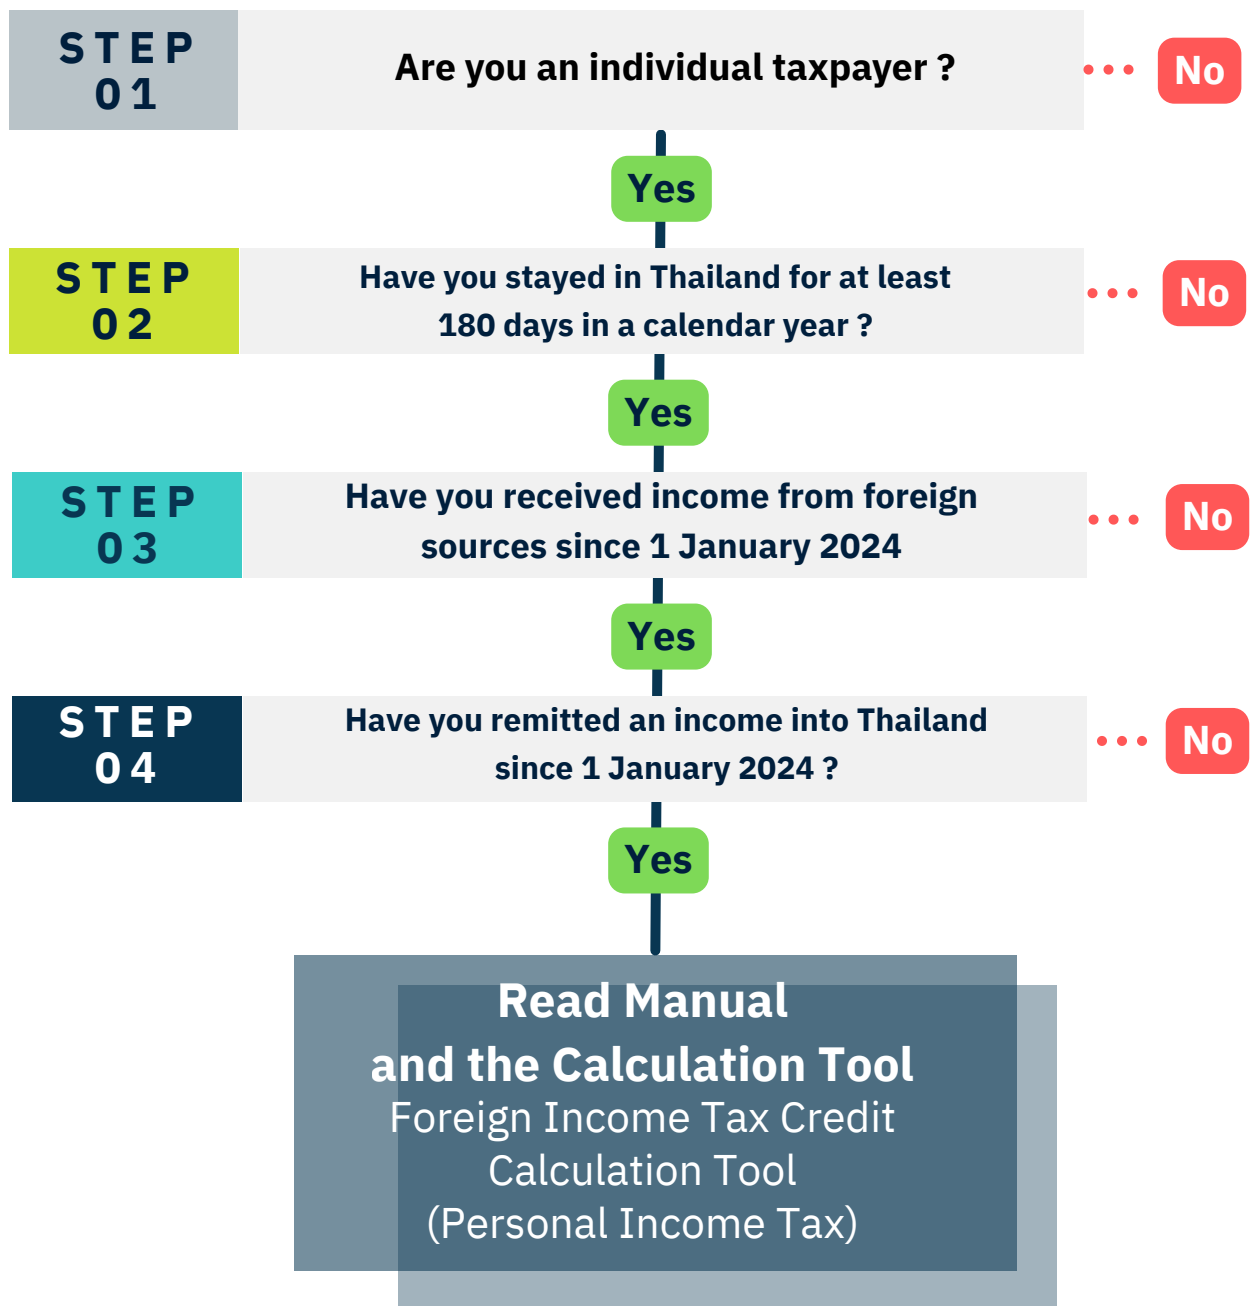 STEP
01
Are you an individual taxpayer ?
No
Yes
STEP
02
Have you stayed in Thailand for at least
180 days in a calendar year ?
No
Yes
STEP
03
Have you received income from foreign
sources since 1 January 2024
No
Yes
STEP
04
Have you remitted an income into Thailand
since 1 January 2024 ?
No
Yes
Read Manual
and the Calculation Tool
Foreign Income Tax Credit
Calculation Tool
(Personal Income Tax)